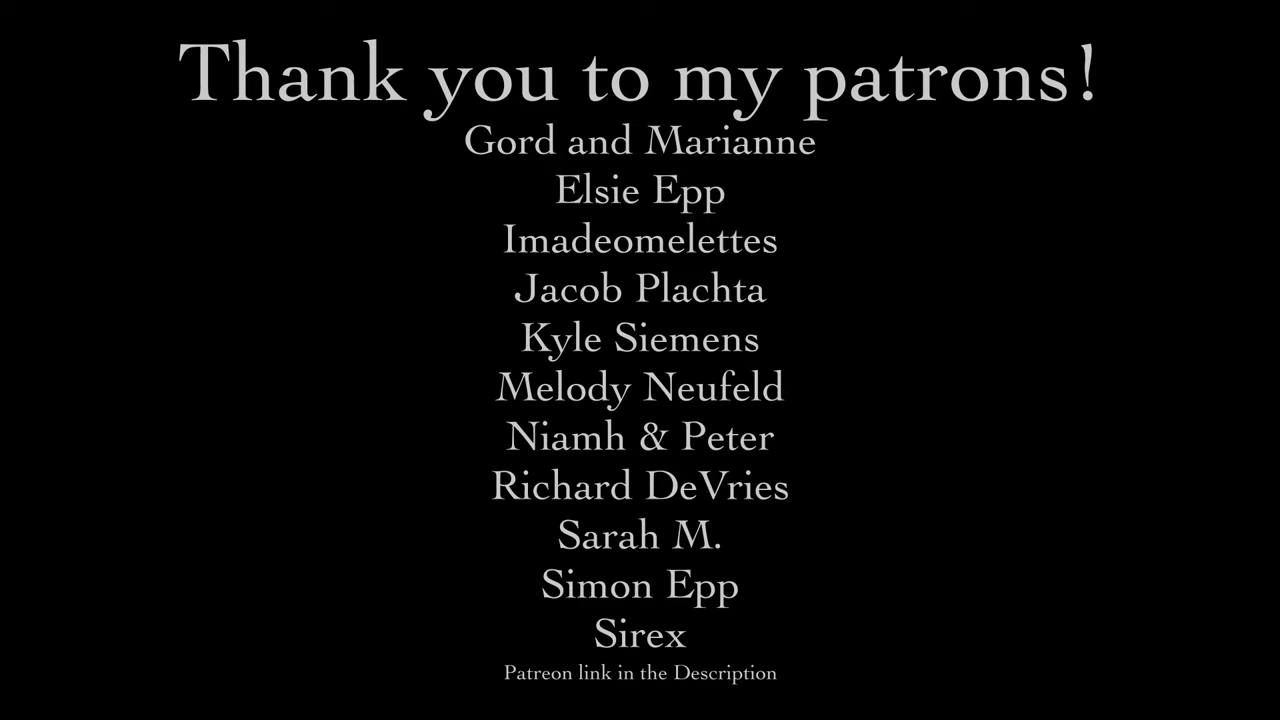 Thank you to my patrons!
Gord and Marianne
Elsie Epp
Imadeomelettes
Jacob Plachta
Kyle Siemens
Melody Neufeld
Niamh & Peter
Richard DeVries
Sarah M.
Simon Epp
Sirex
Patreon link in the Description